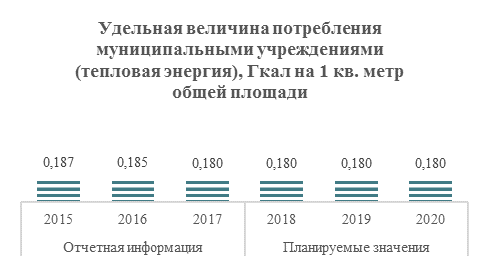 Удельная величина потребления
муниципальными учреждениями
(тепловая энергия), Гкал на 1 кв. метр
общей площади
0,187 0,185 0,180 0,180 0,180 0,180
2015 2016 2017 2018 2019 2020
Отчетная информация Планируемые значения